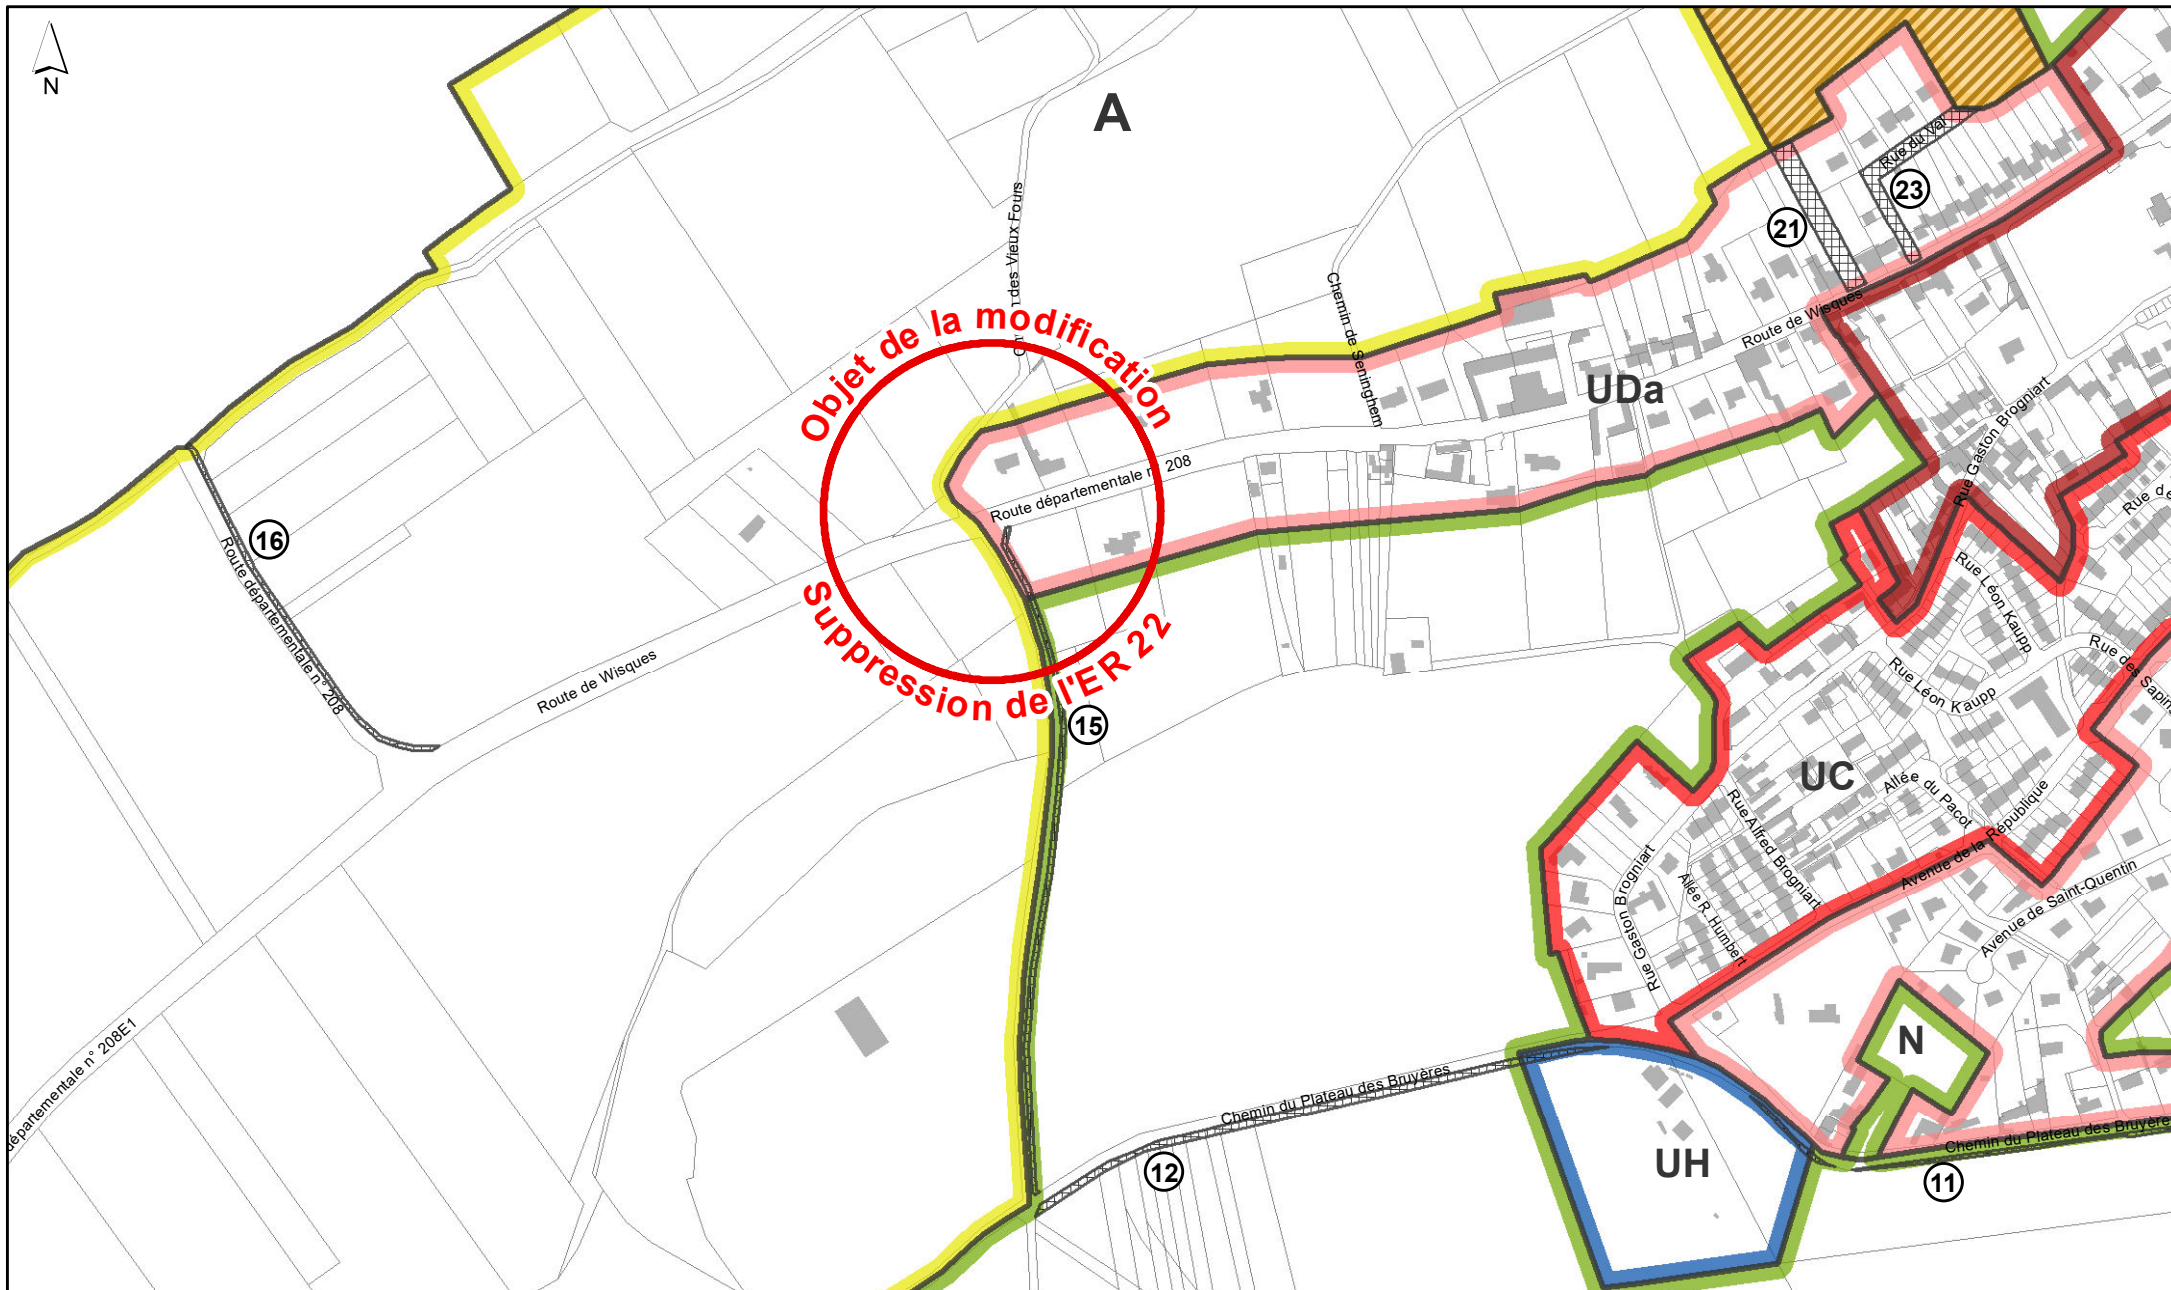 N
A
Rue du Val
23
21
Chemin des Vieux Fours
Chemin de Seninghem
Route de Wisques
Objet de la modification
UDa
Rue Gaston Brogniart
Route départementale n° 208
16
Route départementale n° 208
Rue d'e
Rue Léon Kaupp
Suppression de l'ER 22
Route de Wisques
Rue Léon Kaupp
Rue des Sapins
15
UC
Allée du Pacot
Rue Alfred Brogniart
Avenue de la République
Rue Gaston Brogniart
Allée R. Humbert
Avenue de Saint-Quentin
départementale n° 208E1
N
Chemin du Plateau des Bruyères
UH
Chemin du Plateau des Bruyère
12
11